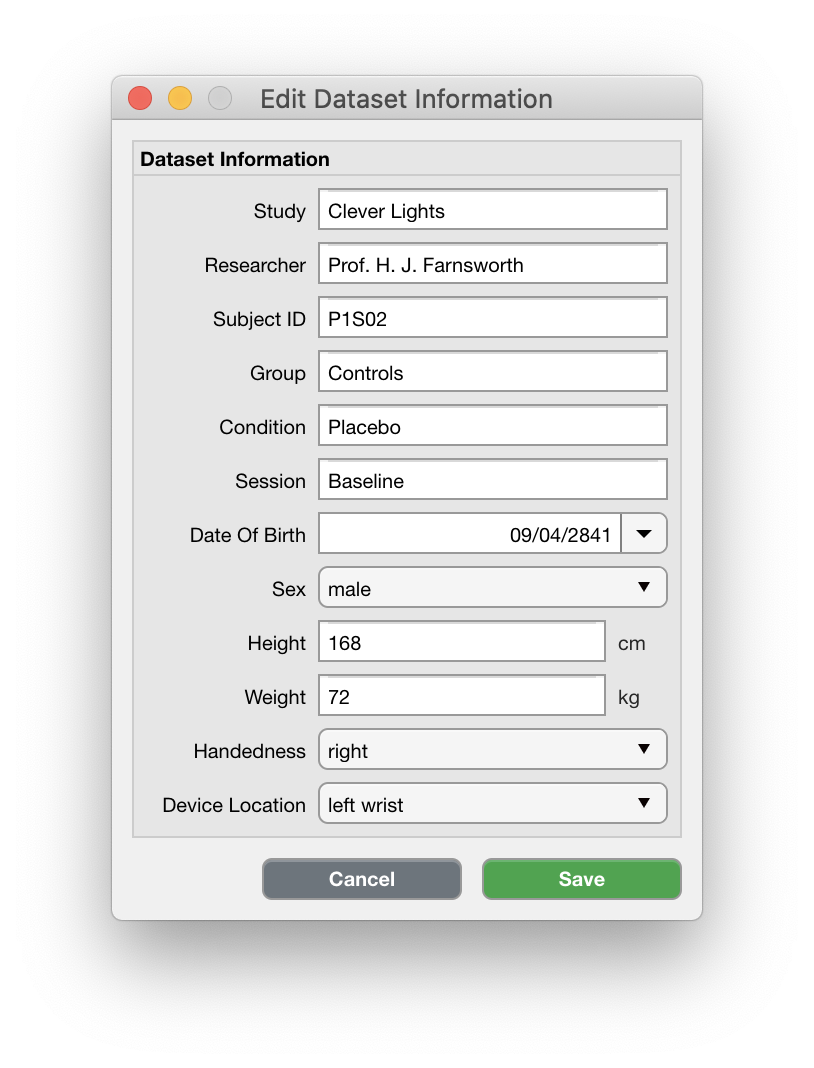 Edit Dataset Information
Dataset Information
Study Clever Lights
Researcher Prof. H. J. Farnsworth
Subject ID P1S02
Group Controls
Condition Placebo
Session Baseline
Date Of Birth 09/04/2841
Sex male
Height 168 cm
Weight 72 kg
Handedness right
Device Location left wrist
Cancel Save